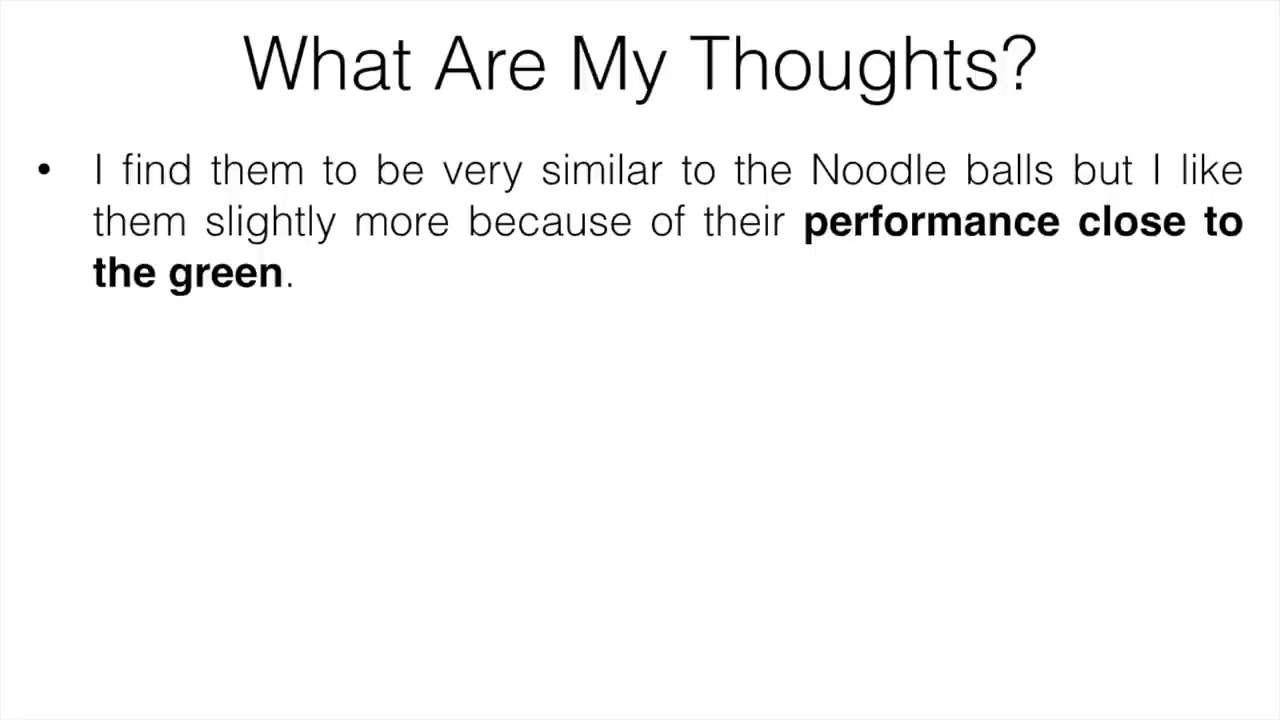 What Are My Thoughts?
• I find them to be very similar to the Noodle balls but I like
them slightly more because of their performance close to
the green.